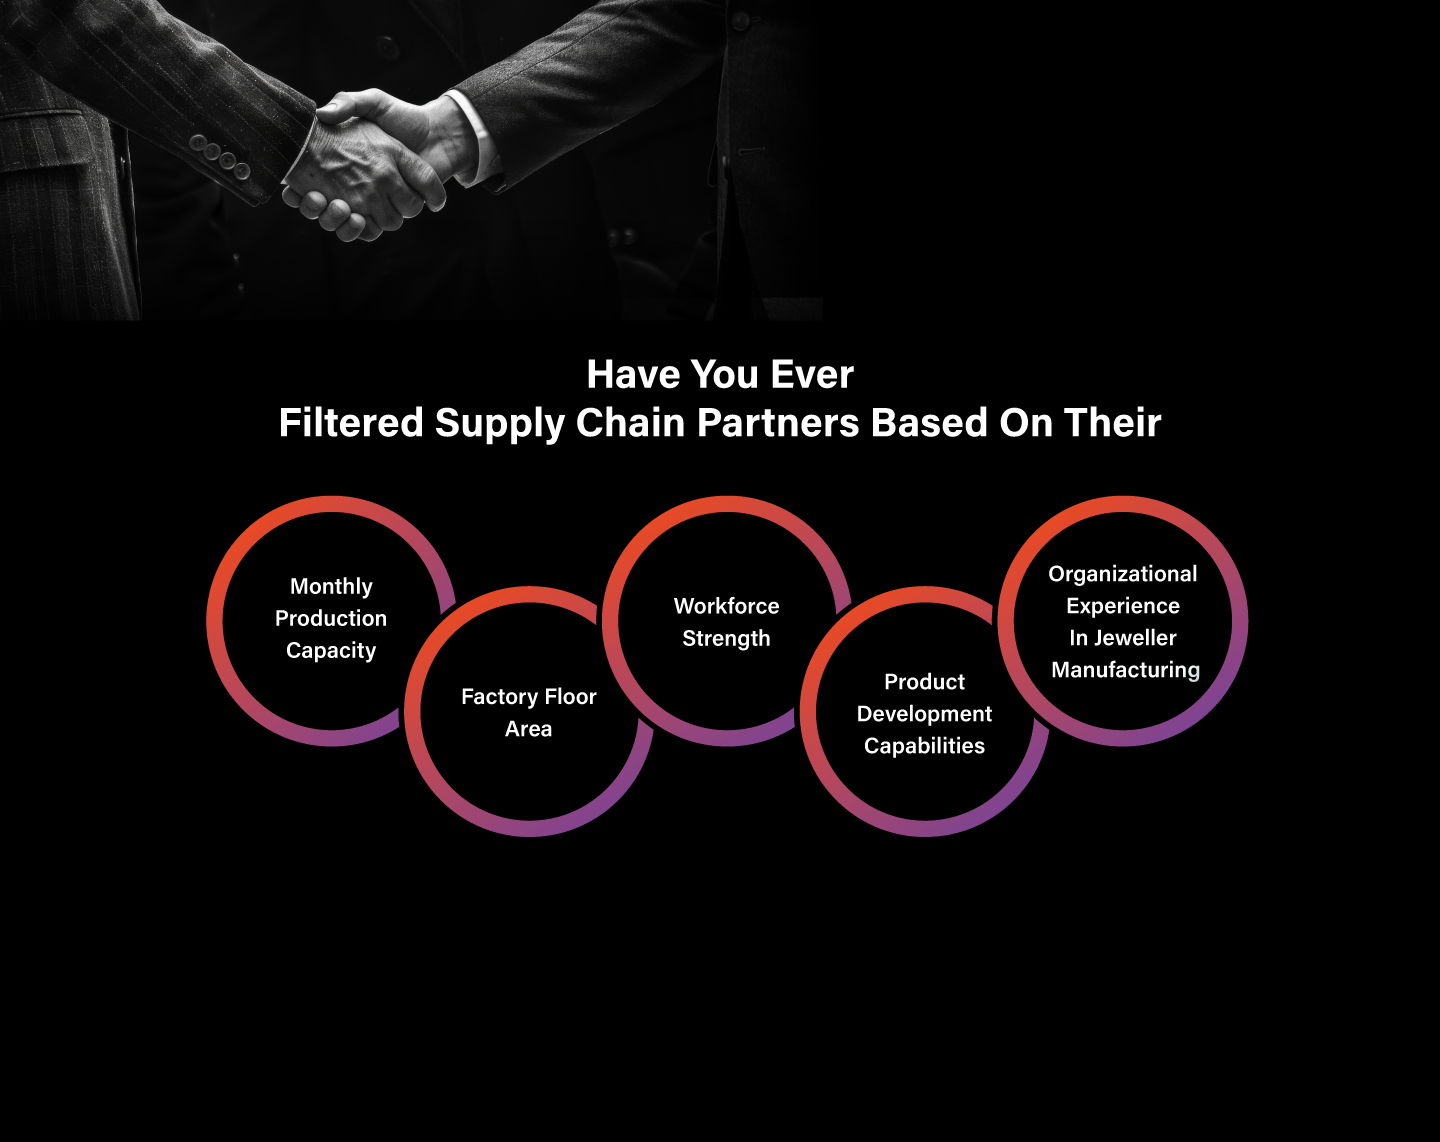 Have You Ever
Filtered Supply Chain Partners Based On Their
Monthly
Production
Capacity
Factory Floor
Area
Workforce
Strength
Product
Development
Capabilities
Organizational
Experience
In Jeweller
Manufacturing